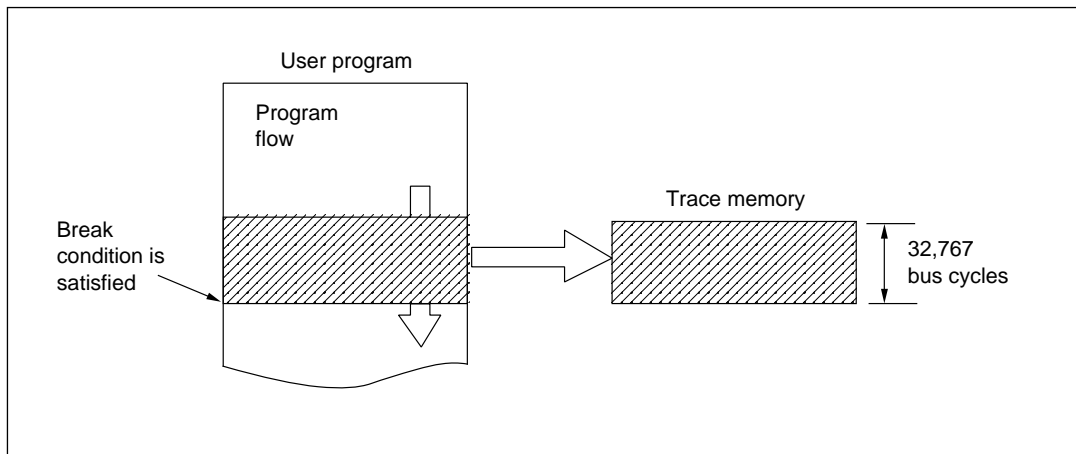 User program
Program
flow
Trace memory
Break
condition is
satisfied
32,767
bus cycles